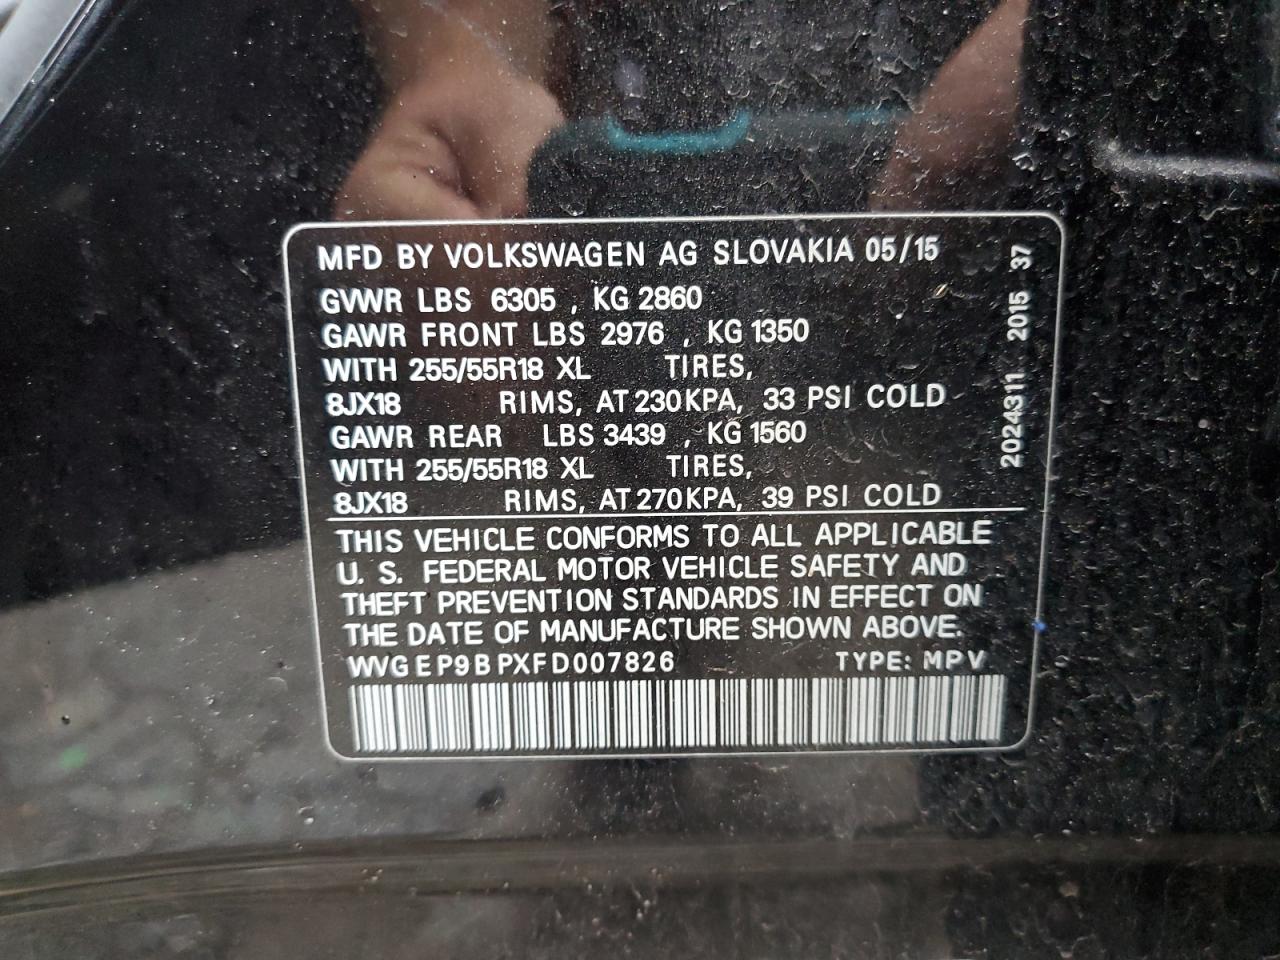 MFD BY VOLKSWAGEN AG SLOVAKIA 05/15
GVWR LBS 6305 , KG 2860
GAWR FRONT LBS 2976 , KG 1350
WITH 255/55R18 XL TIRES,
8JX18 RIMS, AT 230KPA, 33 PSI COLD
GAWR REAR LBS 3439 , KG 1560
WITH 255/55R18 XL TIRES,
8JX18 RIMS, AT 270KPA, 39 PSI COLD
THIS VEHICLE CONFORMS TO ALL APPLICABLE
U. S. FEDERAL MOTOR VEHICLE SAFETY AND
THEFT PREVENTION STANDARDS IN EFFECT ON
THE DATE OF MANUFACTURE SHOWN ABOVE.
WVGEP9BPXFD007826 TYPE: MPV
2024311 2015 37